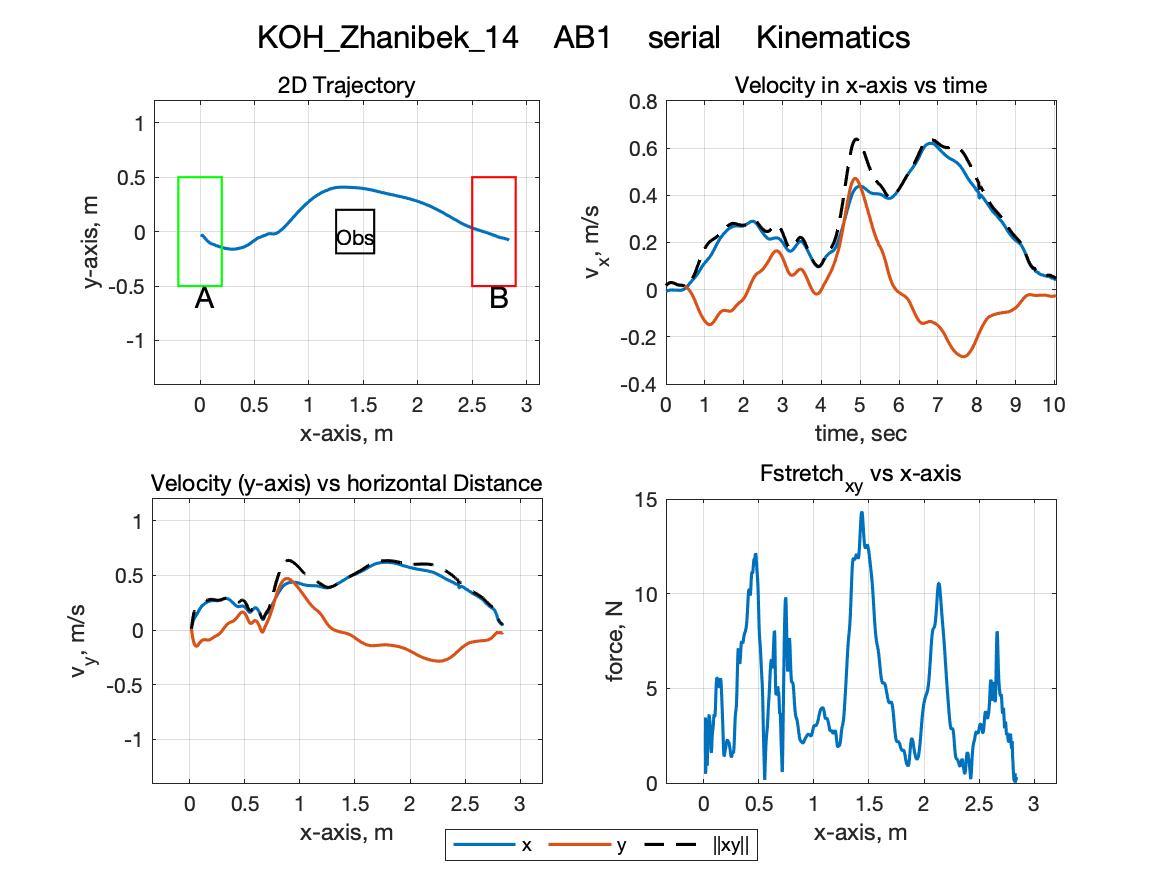 KOH_Zhanibek_14 AB1 serial Kinematics
2D Trajectory
y-axis, m
1
0.5
0
-0.5
-1
Obs
A
B
0 0.5 1 1.5 2 2.5 3
x-axis, m
Velocity in x-axis vs time
vx, m/s
0.8
0.6
0.4
0.2
0
-0.2
-0.4
0 1 2 3 4 5 6 7 8 9 10
time, sec
Velocity (y-axis) vs horizontal Distance
vy, m/s
1
0.5
0
-0.5
-1
0 0.5 1 1.5 2 2.5 3
x-axis, m
Fstretchxy vs x-axis
force, N
15
10
5
0
0 0.5 1 1.5 2 2.5 3
x-axis, m
x y ||xy||